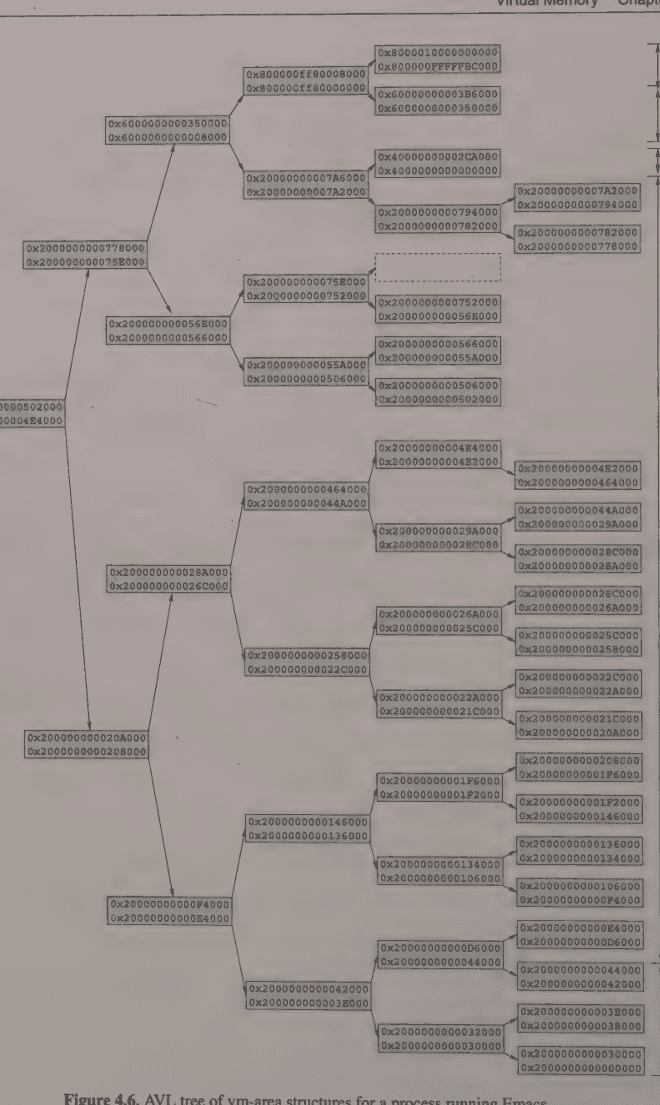 Virtual Memory Chapte
0x8000010000000000
0x800000FFFFFBC000
0x800000ff80008000
0x800000ff80000000
0x60000000003B6000
0x6000000000350000
0x6000000000350000
0x6000000000008000
0x40000000002CA000
0x4000000000000000
0x20000000007A6000
0x20000000007A2000
0x20000000007A2000
0x2000000000794000
0x2000000000794000
0x2000000000782000
0x2000000000782000
0x2000000000778000
0x2000000000778000
0x200000000075E000
0x200000000075E000
0x2000000000752000
0x2000000000752000
0x200000000056E000
0x200000000056E000
0x2000000000566000
0x2000000000566000
0x200000000055A000
0x200000000055A000
0x2000000000506000
0x2000000000506000
0x2000000000502000
0000502000
00004E4000
0x20000000004E4000
0x20000000004E2000
0x20000000004E2000
0x2000000000464000
0x2000000000464000
0x200000000044A000
0x200000000044A000
0x200000000029A000
0x200000000029A000
0x200000000028C000
0x200000000028C000
0x200000000028A000
0x200000000028A000
0x200000000026C000
0x200000000026C000
0x200000000026A000
0x200000000026A000
0x200000000025C000
0x200000000025C000
0x2000000000258000
0x2000000000258000
0x200000000022C000
0x200000000022C000
0x200000000022A000
0x200000000022A000
0x200000000021C000
0x200000000021C000
0x200000000020A000
0x200000000020A000
0x2000000000208000
0x2000000000208000
0x20000000001F6000
0x20000000001F6000
0x20000000001F2000
0x20000000001F2000
0x2000000000146000
0x2000000000146000
0x2000000000136000
0x2000000000136000
0x2000000000134000
0x2000000000134000
0x2000000000106000
0x2000000000106000
0x20000000000F4000
0x20000000000F4000
0x20000000000E4000
0x20000000000E4000
0x20000000000D6000
0x20000000000D6000
0x2000000000044000
0x2000000000044000
0x2000000000042000
0x2000000000042000
0x200000000003E000
0x200000000003E000
0x2000000000038000
0x2000000000032000
0x2000000000030000
0x2000000000030000
0x2000000000000000
Figure 4.6. AVL tree of vm-area structures for a process running Emacs